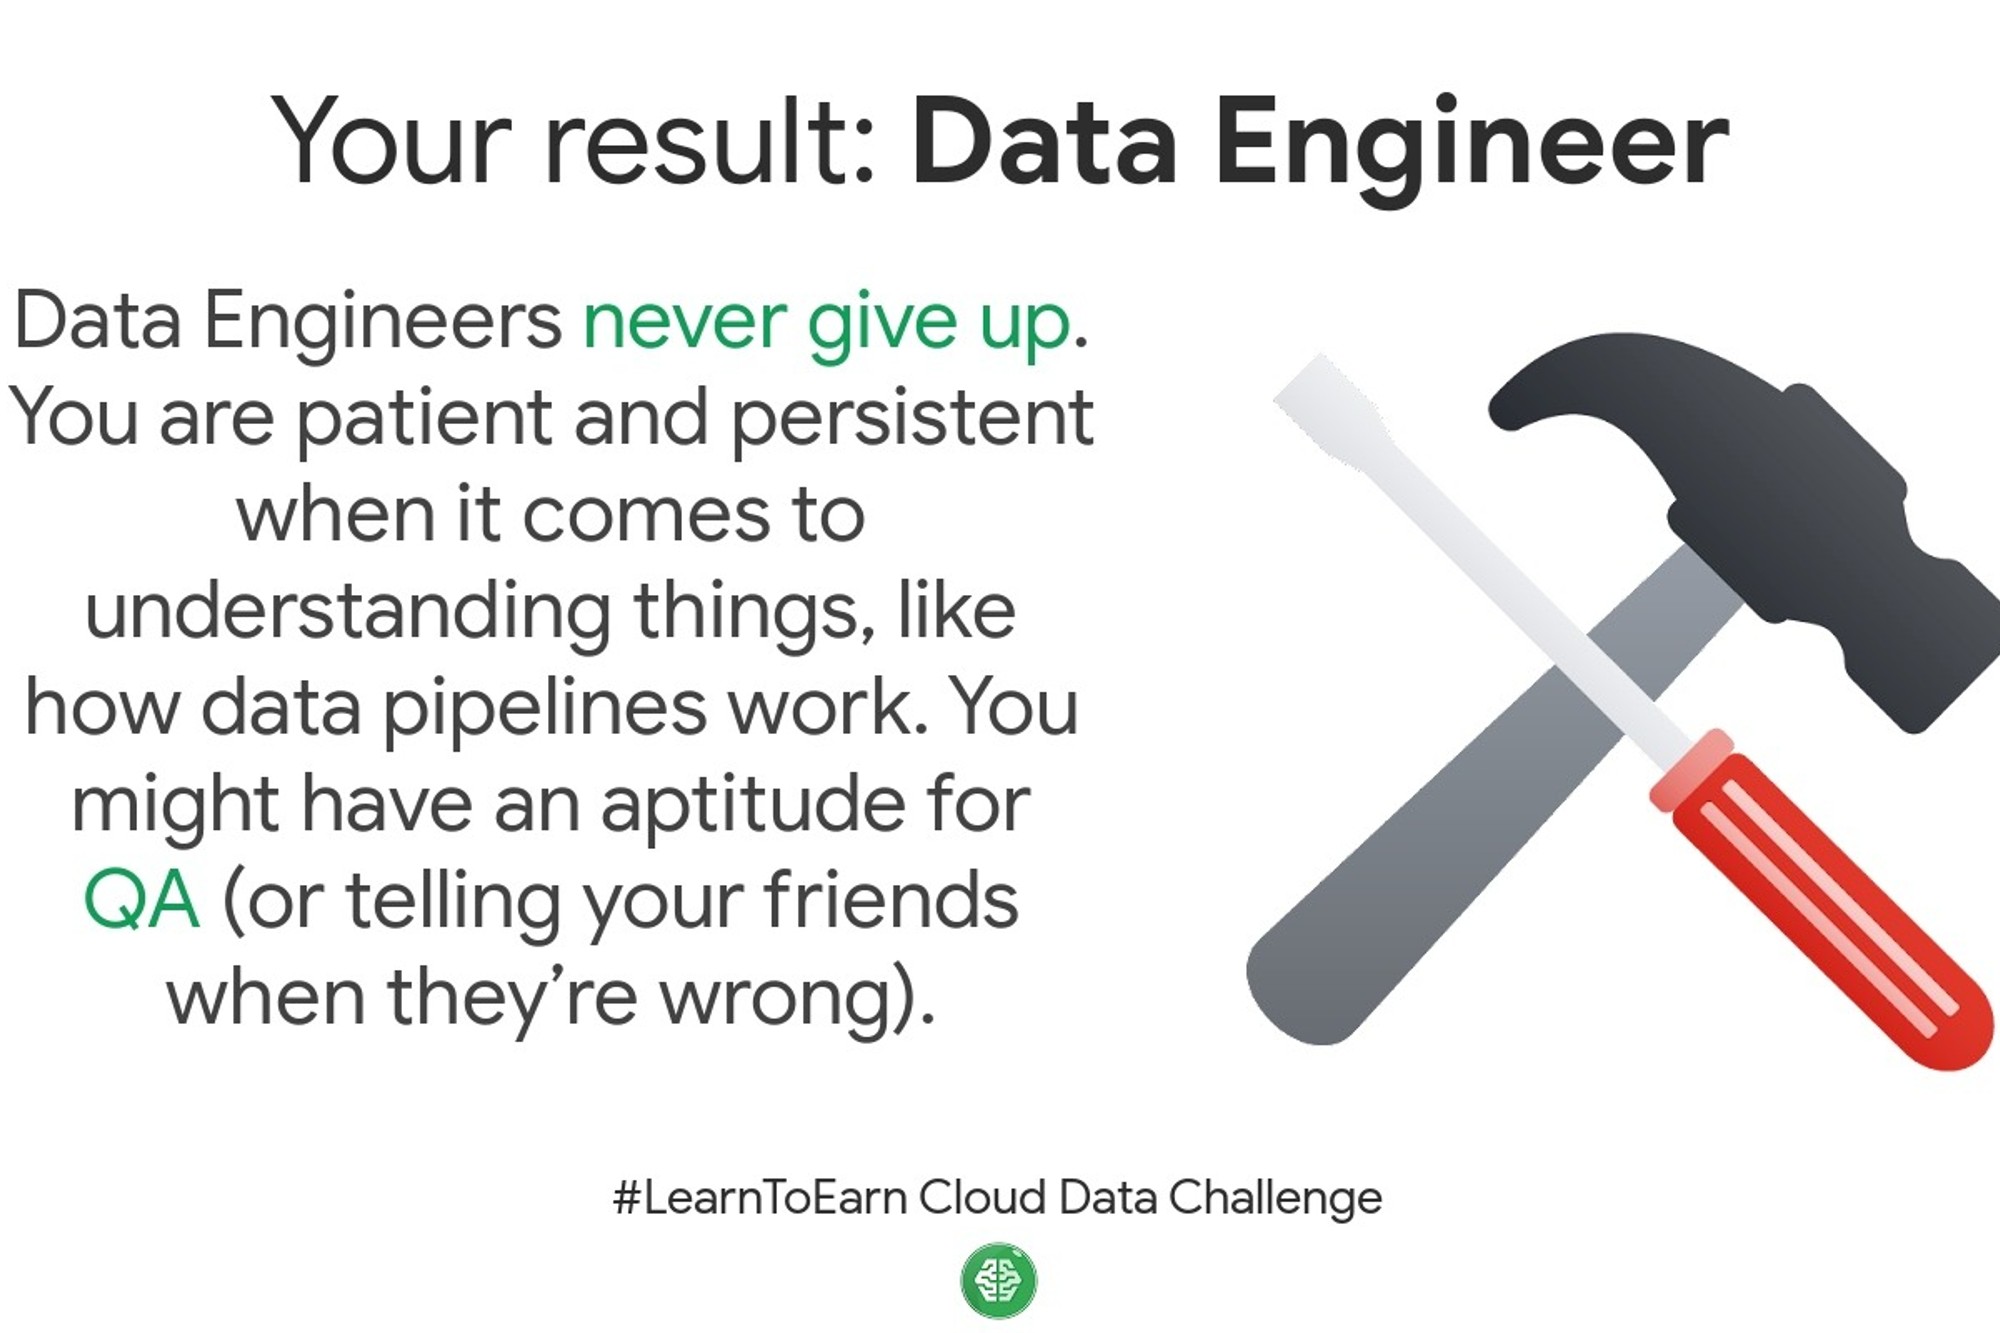 Your result: Data Engineer
Data Engineers never give up.
You are patient and persistent
when it comes to
understanding things, like
how data pipelines work. You
might have an aptitude for
QA (or telling your friends
when they’re wrong).
#LearnToEarn Cloud Data Challenge